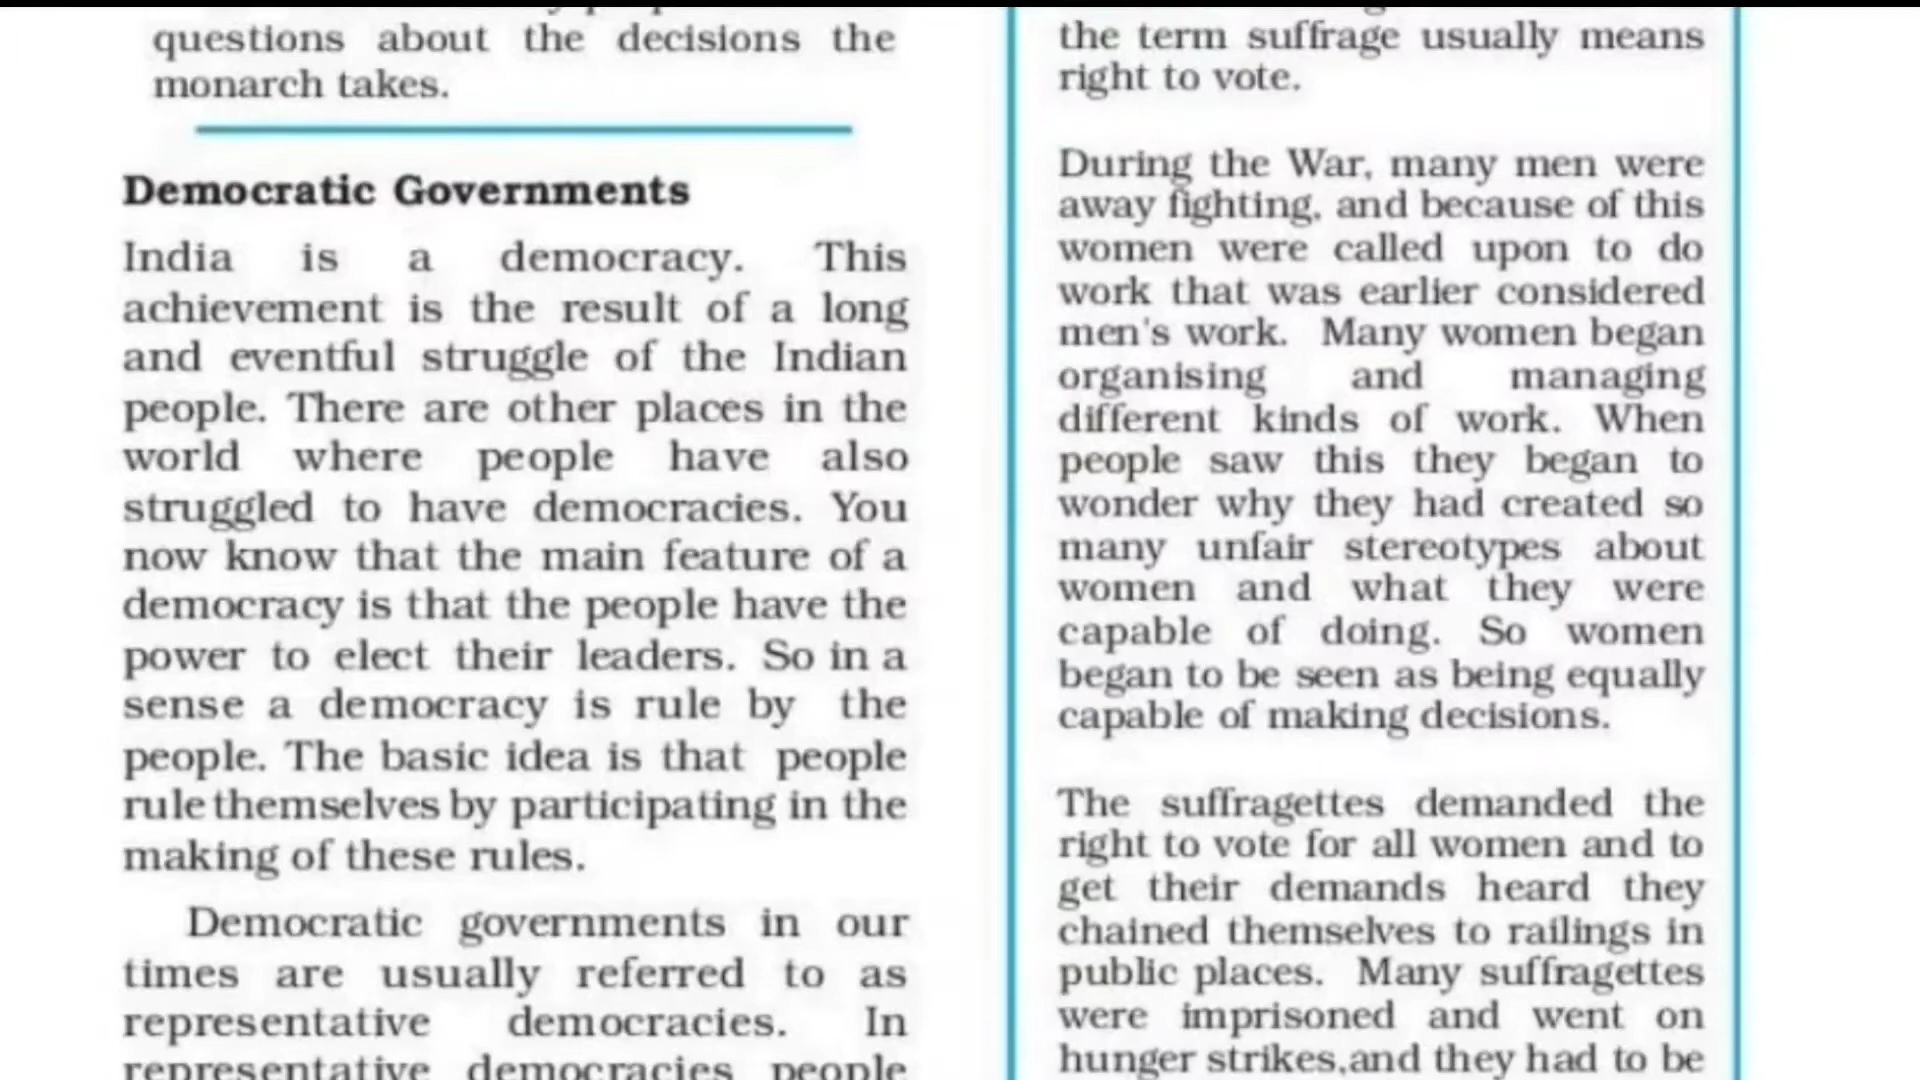 questions about the decisions the
monarch takes.
Democratic Governments
India is a democracy. This
achievement is the result of a long
and eventful struggle of the Indian
people. There are other places in the
world where people have also
struggled to have democracies. You
now know that the main feature of a
democracy is that the people have the
power to elect their leaders. So in a
sense a democracy is rule by the
people. The basic idea is that people
rule themselves by participating in the
making of these rules.
Democratic governments in our
times are usually referred to as
representative democracies. In
representative democracies people
the term suffrage usually means
right to vote.
During the War, many men were
away fighting, and because of this
women were called upon to do
work that was earlier considered
men's work. Many women began
organising and managing
different kinds of work. When
people saw this they began to
wonder why they had created so
many unfair stereotypes about
women and what they were
capable of doing. So women
began to be seen as being equally
capable of making decisions.
The suffragettes demanded the
right to vote for all women and to
get their demands heard they
chained themselves to railings in
public places. Many suffragettes
were imprisoned and went on
hunger strikes,and they had to be